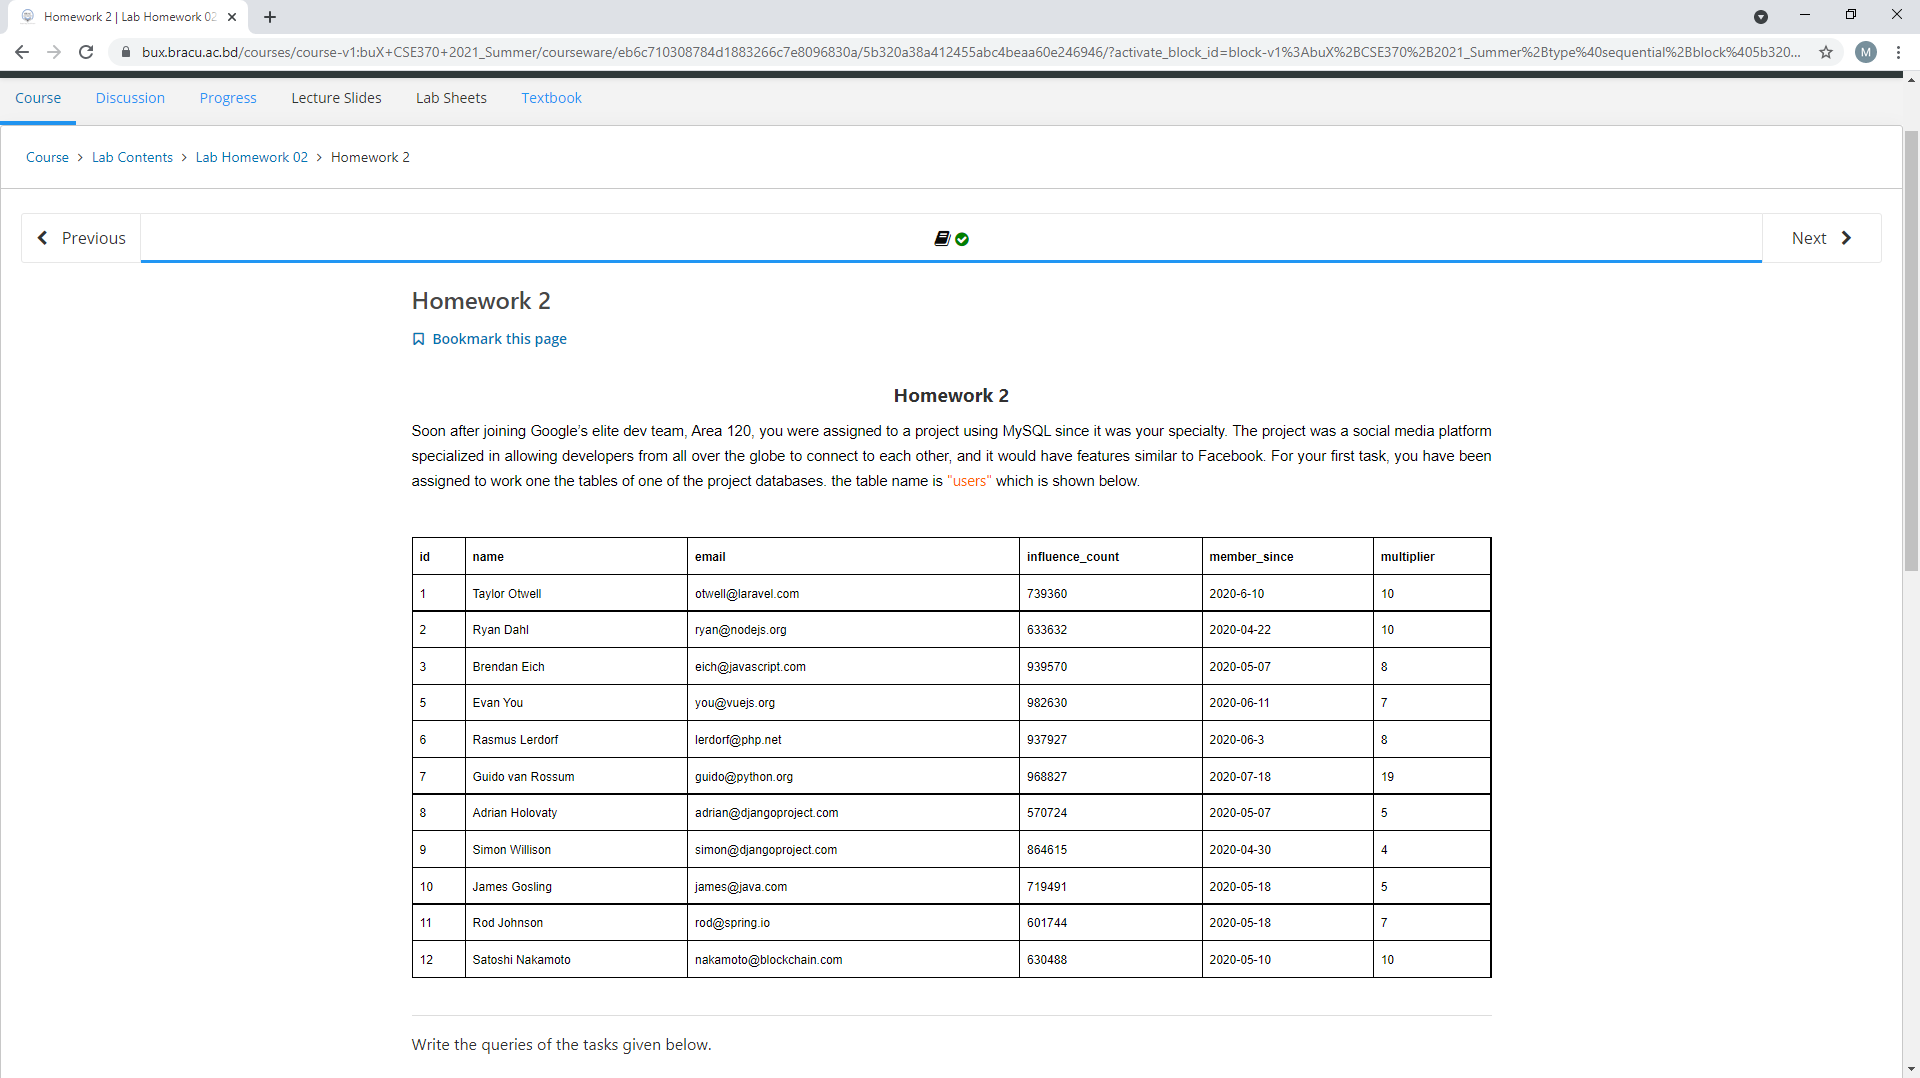 Homework 2 | Lab Homework 02
bux.bracu.ac.bd/courses/course-v1:buX+CSE370+2021_Summer/courseware/eb6c710308784d1883266c7e8096830a/5b320a38a412455abc4beaa60e246946/?activate_block_id=block-v1%3AbuX%2BCSE370%2B2021_Summer%2Btype%40sequential%2Bblock%405b320...
M
Course Discussion Progress Lecture Slides Lab Sheets Textbook
Course > Lab Contents > Lab Homework 02 > Homework 2
Previous
Next
Homework 2
Bookmark this page
Homework 2
Soon after joining Google’s elite dev team, Area 120, you were assigned to a project using MySQL since it was your specialty. The project was a social media platform
specialized in allowing developers from all over the globe to connect to each other, and it would have features similar to Facebook. For your first task, you have been
assigned to work one the tables of one of the project databases. the table name is "users" which is shown below.
id name email influence_count member_since multiplier
1 Taylor Otwell otwell@laravel.com 739360 2020-6-10 10
2 Ryan Dahl ryan@nodejs.org 633632 2020-04-22 10
3 Brendan Eich eich@javascript.com 939570 2020-05-07 8
5 Evan You you@vuejs.org 982630 2020-06-11 7
6 Rasmus Lerdorf lerdorf@php.net 937927 2020-06-3 8
7 Guido van Rossum guido@python.org 968827 2020-07-18 19
8 Adrian Holovaty adrian@djangoproject.com 570724 2020-05-07 5
9 Simon Willison simon@djangoproject.com 864615 2020-04-30 4
10 James Gosling james@java.com 719491 2020-05-18 5
11 Rod Johnson rod@spring.io 601744 2020-05-18 7
12 Satoshi Nakamoto nakamoto@blockchain.com 630488 2020-05-10 10
Write the queries of the tasks given below.